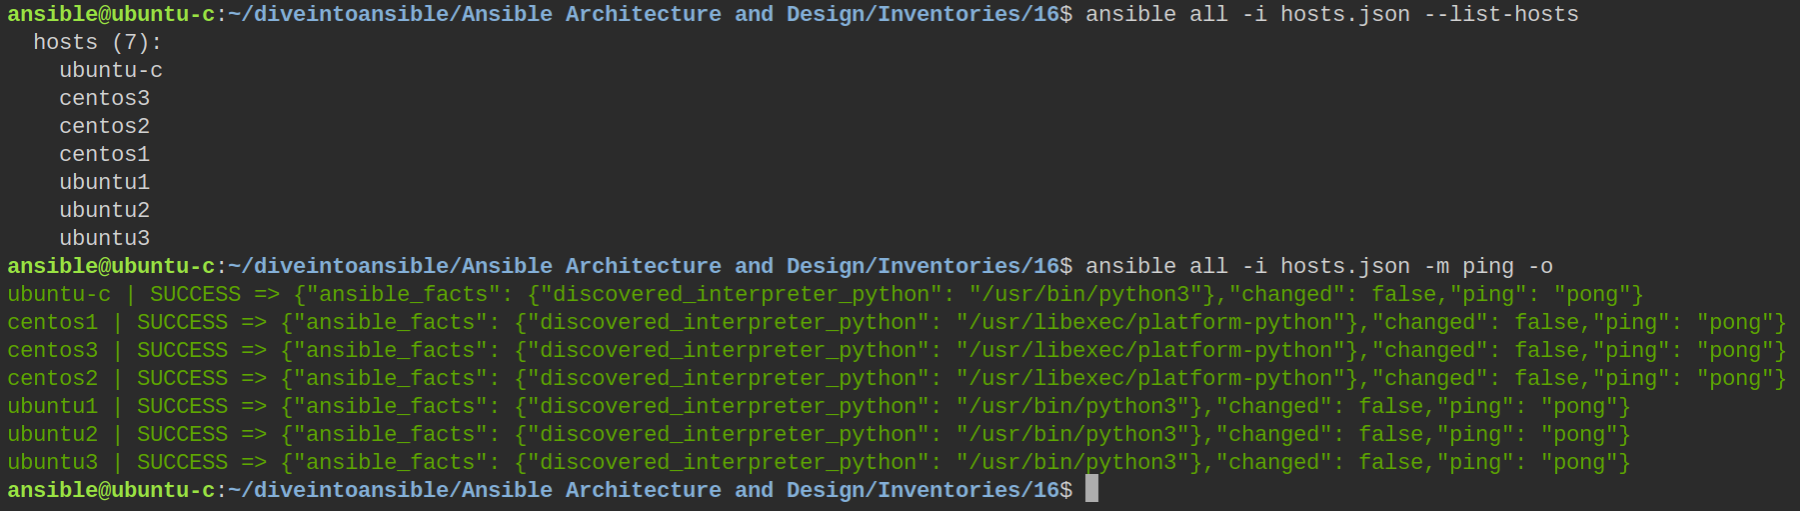 ansible@ubuntu-c:~/diveintoansible/Ansible Architecture and Design/Inventories/16$ ansible all -i hosts.json --list-hosts
  hosts (7):
    ubuntu-c
    centos3
    centos2
    centos1
    ubuntu1
    ubuntu2
    ubuntu3
ansible@ubuntu-c:~/diveintoansible/Ansible Architecture and Design/Inventories/16$ ansible all -i hosts.json -m ping -o
ubuntu-c | SUCCESS => {"ansible_facts": {"discovered_interpreter_python": "/usr/bin/python3"},"changed": false,"ping": "pong"}
centos1 | SUCCESS => {"ansible_facts": {"discovered_interpreter_python": "/usr/libexec/platform-python"},"changed": false,"ping": "pong"}
centos3 | SUCCESS => {"ansible_facts": {"discovered_interpreter_python": "/usr/libexec/platform-python"},"changed": false,"ping": "pong"}
centos2 | SUCCESS => {"ansible_facts": {"discovered_interpreter_python": "/usr/libexec/platform-python"},"changed": false,"ping": "pong"}
ubuntu1 | SUCCESS => {"ansible_facts": {"discovered_interpreter_python": "/usr/bin/python3"},"changed": false,"ping": "pong"}
ubuntu2 | SUCCESS => {"ansible_facts": {"discovered_interpreter_python": "/usr/bin/python3"},"changed": false,"ping": "pong"}
ubuntu3 | SUCCESS => {"ansible_facts": {"discovered_interpreter_python": "/usr/bin/python3"},"changed": false,"ping": "pong"}
ansible@ubuntu-c:~/diveintoansible/Ansible Architecture and Design/Inventories/16$